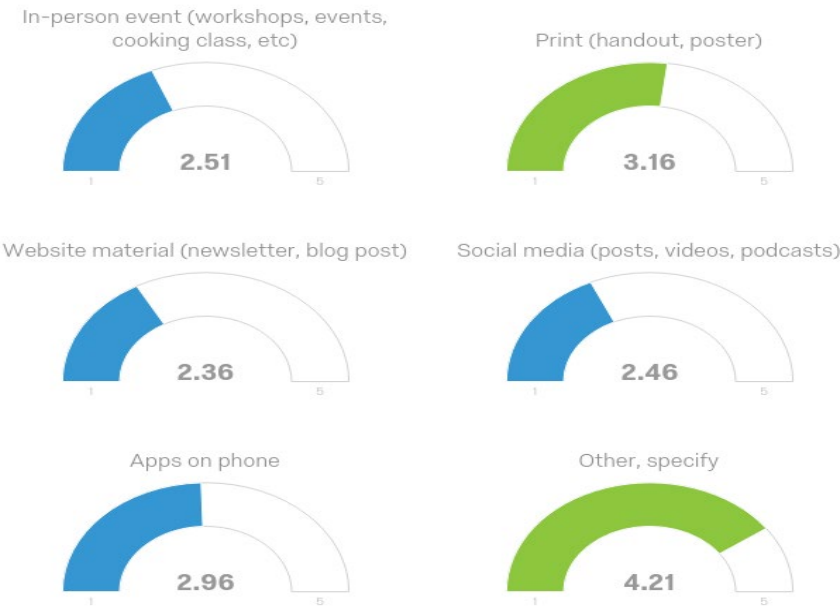 In-person event (workshops, events,
cooking class, etc)
2.51
1
5
Print (handout, poster)
3.16
1
5
Website material (newsletter, blog post)
2.36
1
5
Social media (posts, videos, podcasts)
2.46
1
5
Apps on phone
2.96
1
5
Other, specify
4.21
1
5